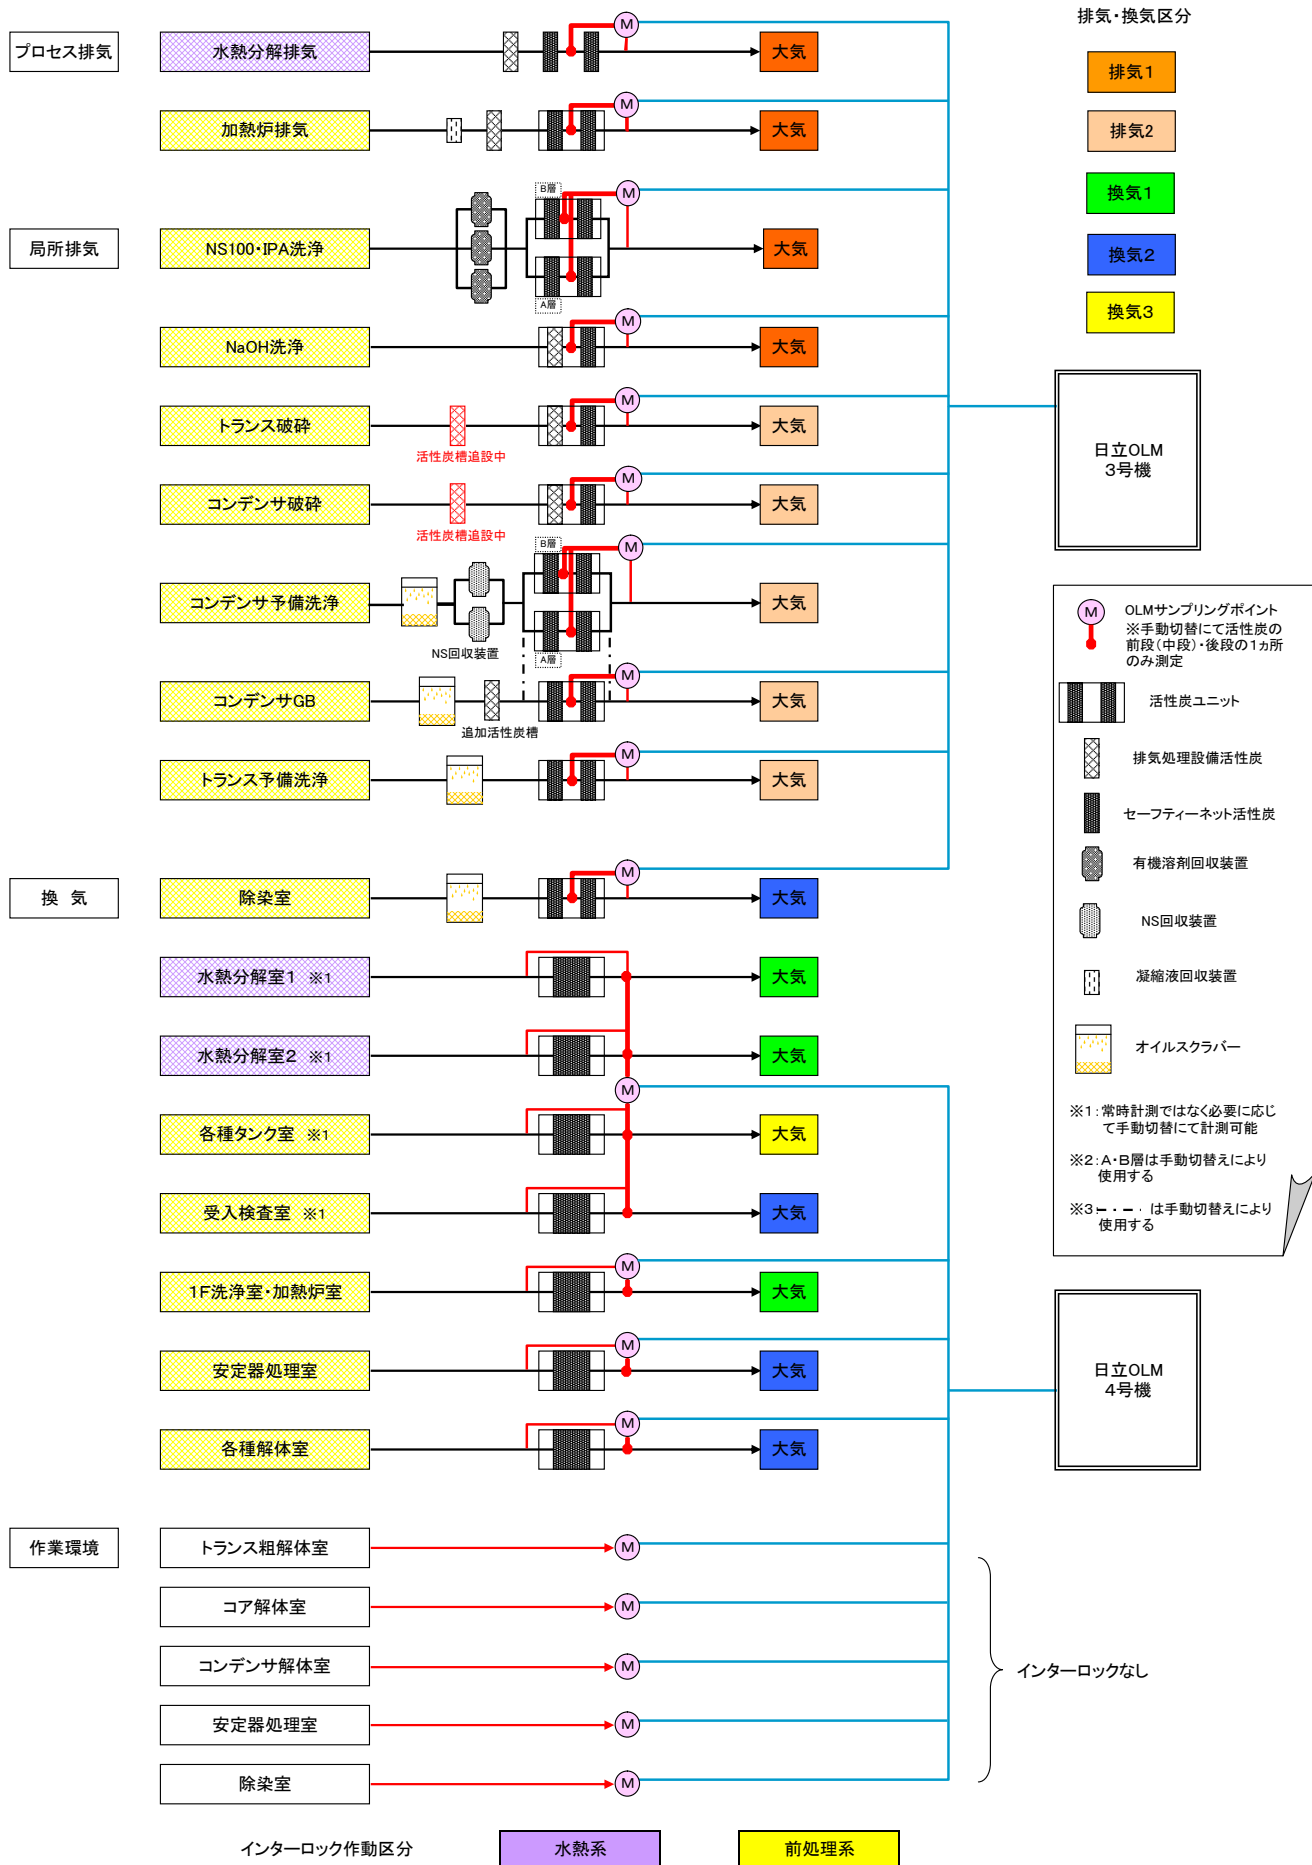 排気・換気区分
M
プロセス排気
水熱分解排気
大気
排気1
M
加熱炉排気
大気
排気2
B層
M
換気1
局所排気
NS100・IPA洗浄
大気
換気2
A層
換気3
M
NaOH洗浄
大気
M
トランス破砕
大気
活性炭槽追設中
日立OLM
3号機
M
コンデンサ破砕
大気
活性炭槽追設中
B層
M
コンデンサ予備洗浄
大気
NS回収装置
A層
M
コンデンサGB
大気
追加活性炭槽
M
トランス予備洗浄
大気
M
OLMサンプリングポイント
※手動切替にて活性炭の
前段(中段)・後段の1ヵ所
のみ測定
活性炭ユニット
排気処理設備活性炭
セーフティーネット活性炭
有機溶剤回収装置
NS回収装置
凝縮液回収装置
オイルスクラバー
※1:常時計測ではなく必要に応じ
て手動切替にて計測可能
※2:A・B層は手動切替えにより
使用する
※3 は手動切替えにより
使用する
M
換 気
除染室
大気
水熱分解室1 ※1
大気
水熱分解室2 ※1
大気
M
各種タンク室 ※1
大気
受入検査室 ※1
大気
M
1F洗浄室・加熱炉室
大気
M
安定器処理室
大気
日立OLM
4号機
M
各種解体室
大気
作業環境
トランス粗解体室
M
コア解体室
M
コンデンサ解体室
M
インターロックなし
安定器処理室
M
除染室
M
インターロック作動区分
水熱系
前処理系